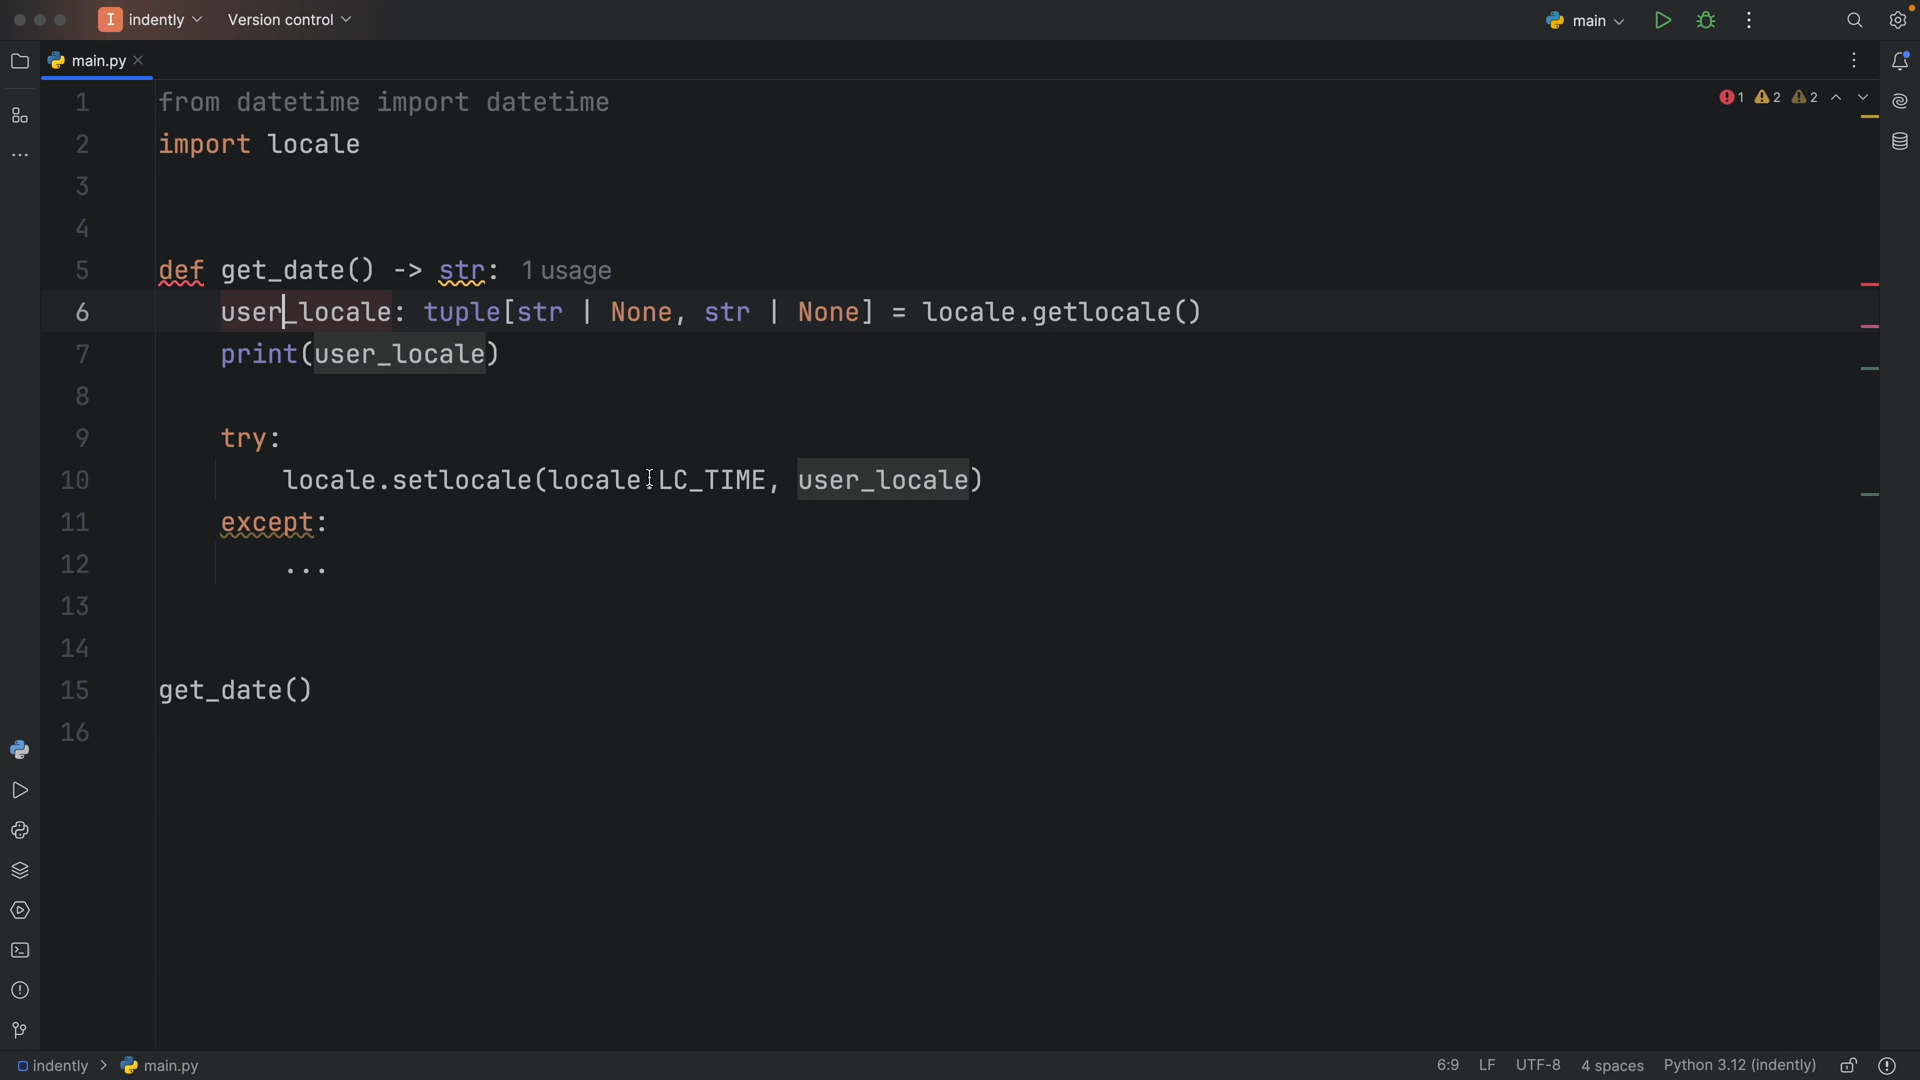 I indently Version control main
main.py
1 from datetime import datetime
1 2 2
2 import locale
3
4
5 def get_date() -> str: 1 usage
6 user_locale: tuple[str | None, str | None] = locale.getlocale()
7 print(user_locale)
8
9 try:
10 locale.setlocale(locale.LC_TIME, user_locale)
11 except:
12 ...
13
14
15 get_date()
16
indently > main.py 6:9 LF UTF-8 4 spaces Python 3.12 (indently)